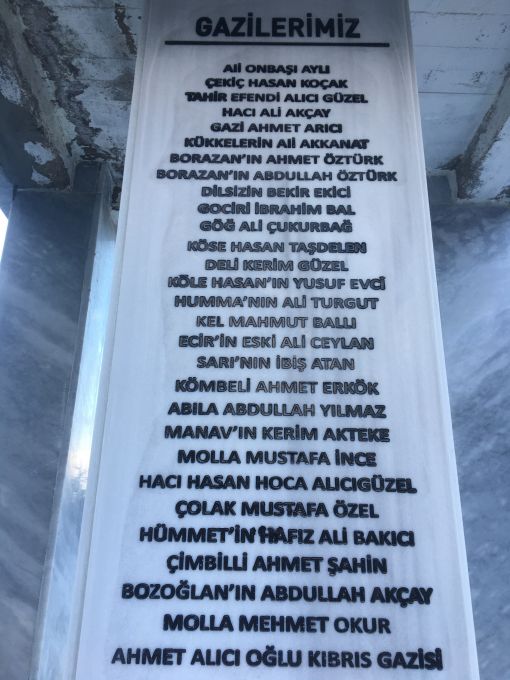 GAZİLERİMİZ
Ali ONBAŞI AYLI
ÇEKİÇ HASAN KOÇAK
TAHİR EFENDİ ALICI GÜZEL
HACI ALİ AKÇAY
GAZİ AHMET ARICI
KÜKKELERİN Ali AKKANAT
BORAZAN'IN AHMET ÖZTÜRK
BORAZAN'IN ABDULLAH ÖZTÜRK
DİLSİZİN BEKİR EKİCİ
GOCİRİ İBRAHİM BAL
GÖĞ ALİ ÇUKURBAĞ
KÖSE HASAN TAŞDELEN
DELİ KERİM GÜZEL
KÖLE HASAN'IN YUSUF EVCİ
HUMMA'NIN ALİ TURGUT
KEL MAHMUT BALLI
ECİR'İN ESKİ ALİ CEYLAN
SARI'NIN İBİŞ ATAN
KÖMBELİ AHMET ERKÖK
ABILA ABDULLAH YILMAZ
MANAV'IN KERİM AKTEKE
MOLLA MUSTAFA İNCE
HACI HASAN HOCA ALICIGÜZEL
ÇOLAK MUSTAFA ÖZEL
HÜMMET'İN HAFIZ ALİ BAKICI
ÇİMBİLLİ AHMET ŞAHİN
BOZOĞLAN'IN ABDULLAH AKÇAY
MOLLA MEHMET OKUR
AHMET ALICI OĞLU KIBRIS GAZİSİ